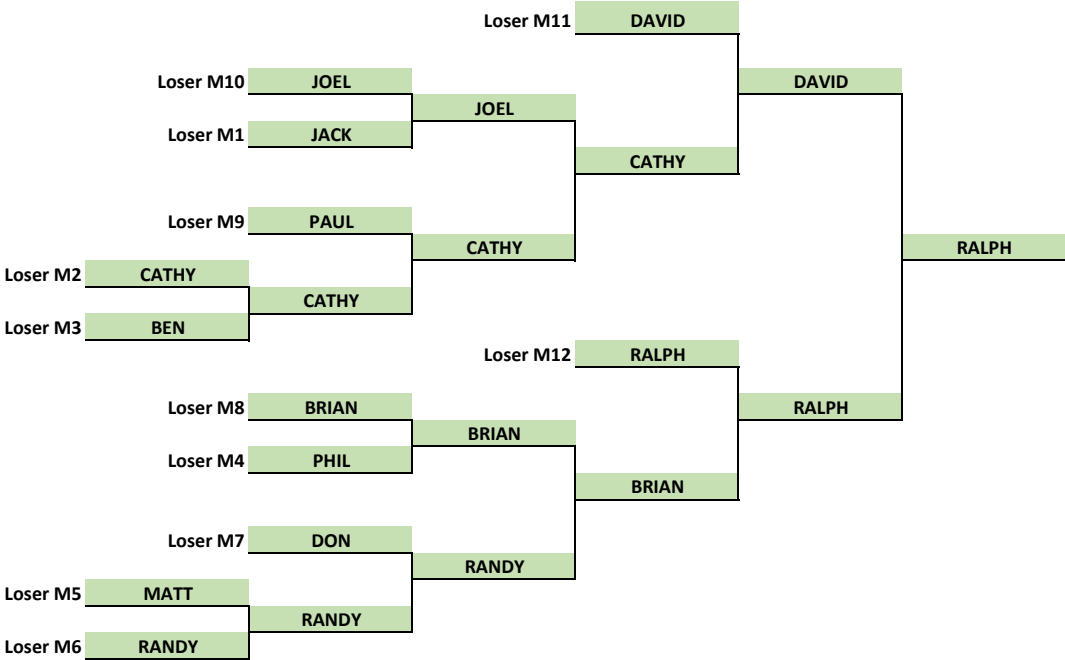 Loser M11 DAVID
Loser M10 JOEL
DAVID
JOEL
Loser M1 JACK
CATHY
Loser M9 PAUL
CATHY
RALPH
Loser M2 CATHY
CATHY
Loser M3 BEN
Loser M12 RALPH
Loser M8 BRIAN
RALPH
BRIAN
Loser M4 PHIL
BRIAN
Loser M7 DON
RANDY
Loser M5 MATT
RANDY
Loser M6 RANDY